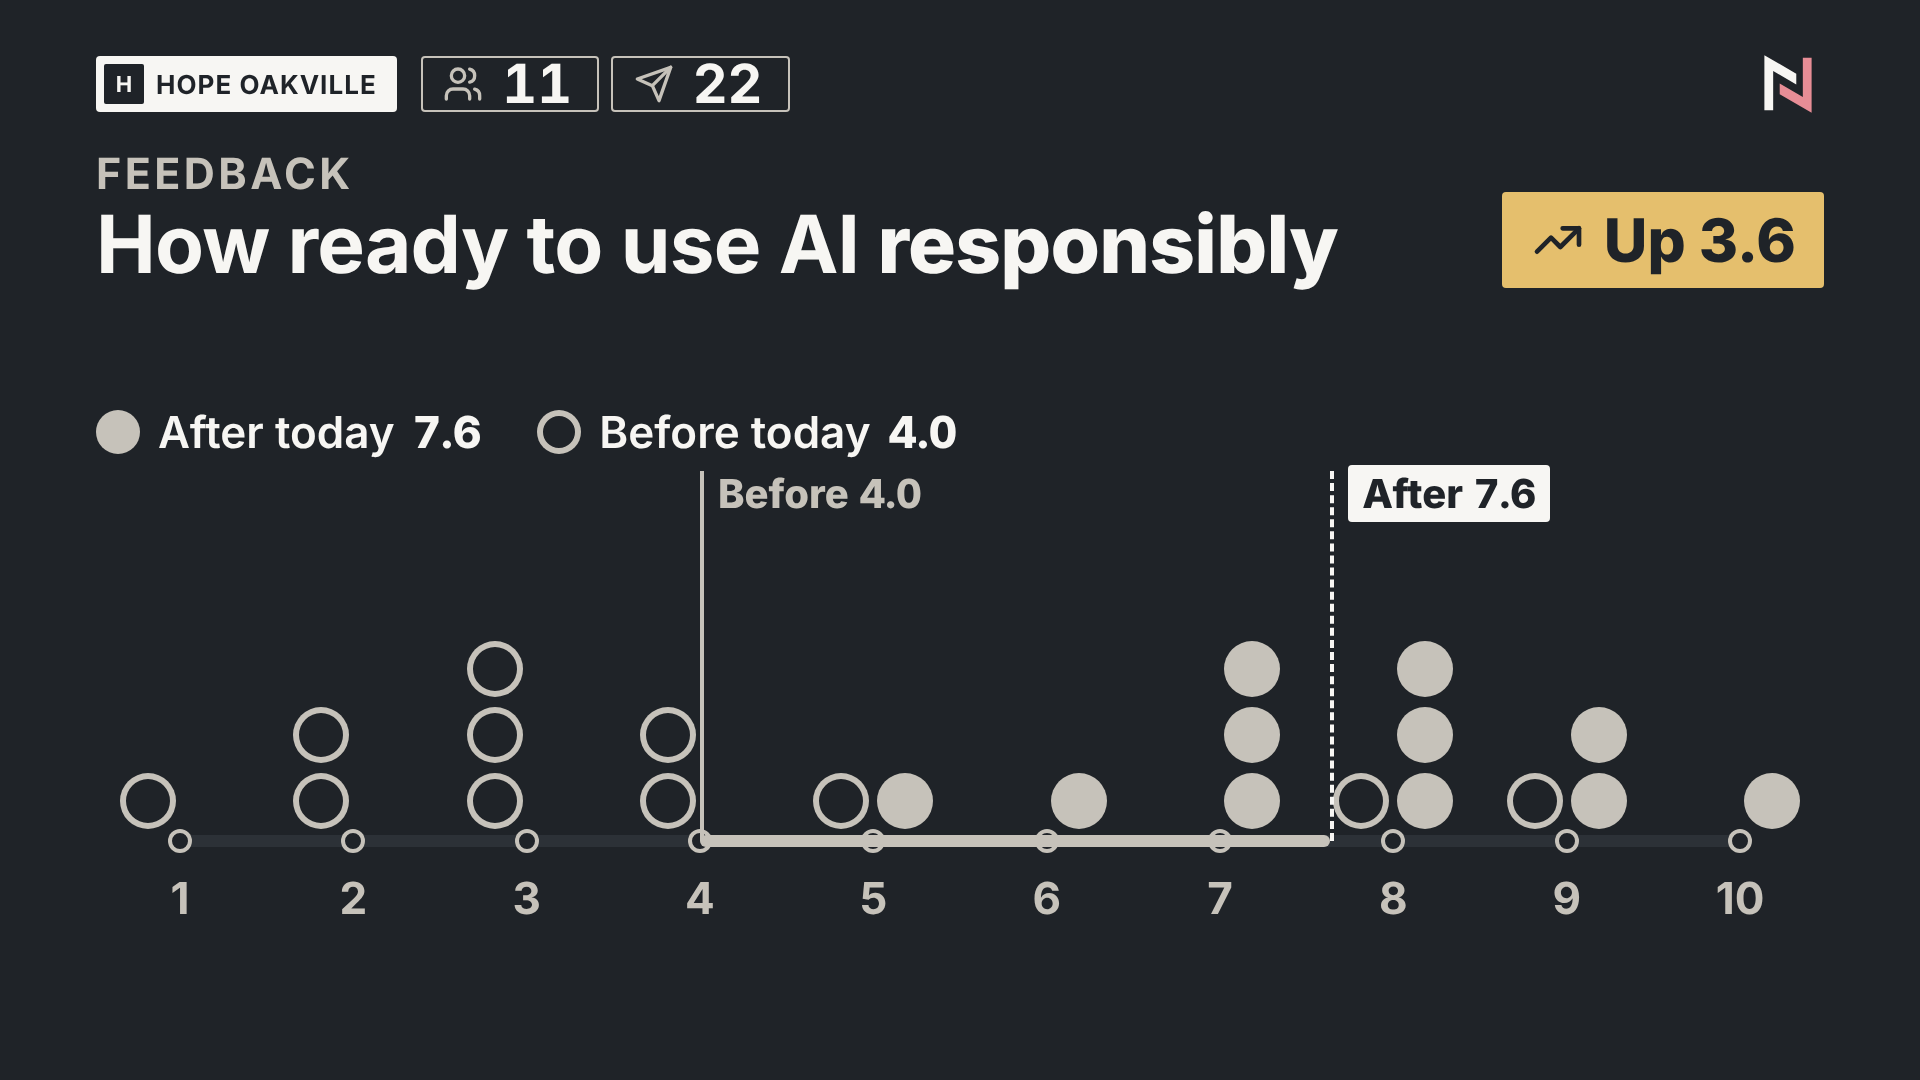 H HOPE OAKVILLE 11 22
FEEDBACK
How ready to use AI responsibly
Up 3.6
After today 7.6 Before today 4.0
Before 4.0
After 7.6
1 2 3 4 5 6 7 8 9 10